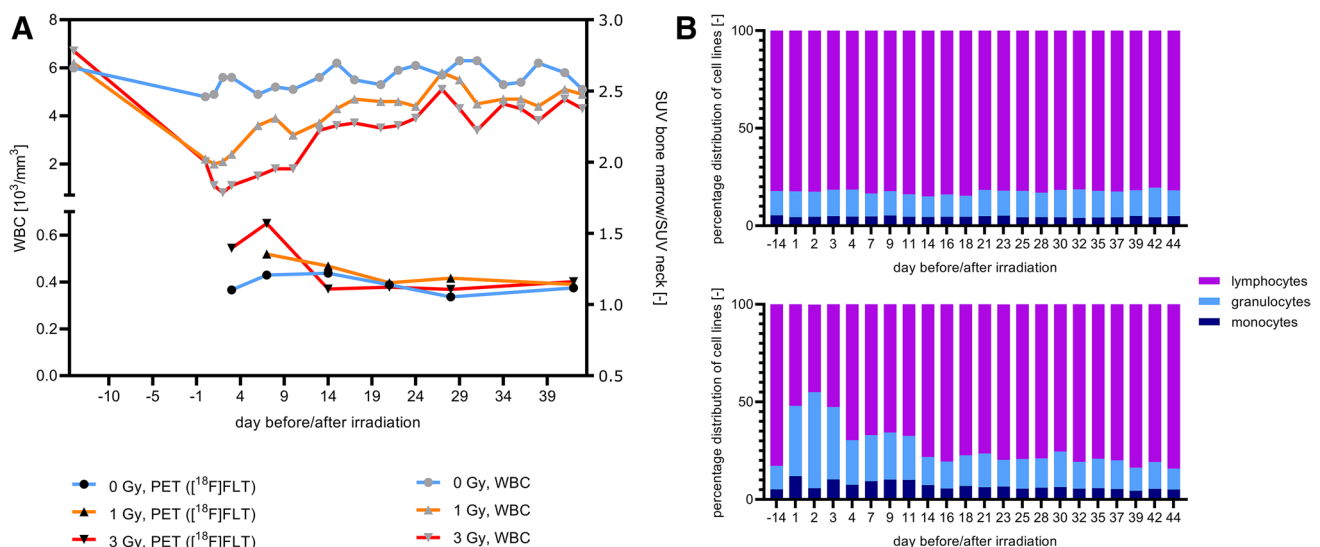 A
8
6
4
2
0.6
0.4
0.2
0.0
WBC [10³/mm³]
3.0
2.5
2.0
1.5
1.0
0.5
SUV bone marrow/SUV neck [-]
-10 -5 -1 4 9 14 19 24 29 34 39
day before/after irradiation
0 Gy, PET ([¹⁸F]FLT)
1 Gy, PET ([¹⁸F]FLT)
3 Gy, PET ([¹⁸F]FLT)
0 Gy, WBC
1 Gy, WBC
3 Gy, WBC
B
percentage distribution of cell lines [-]
100
50
0
-14 1 2 3 4 7 9 11 14 16 18 21 23 25 28 30 32 35 37 39 42 44
day before/after irradiation
percentage distribution of cell lines [-]
100
50
0
-14 1 2 3 4 7 9 11 14 16 18 21 23 25 28 30 32 35 37 39 42 44
day before/after irradiation
lymphocytes
granulocytes
monocytes